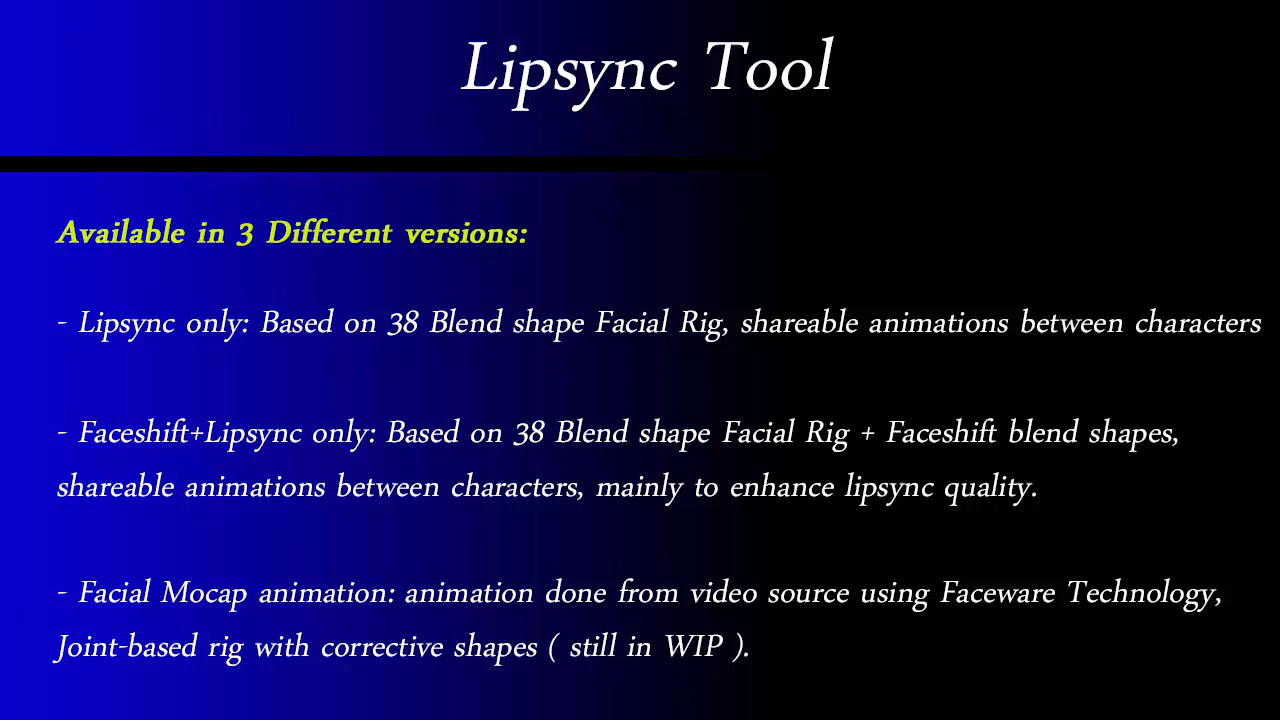 Lipsync Tool
Available in 3 Different versions:
- Lipsync only: Based on 38 Blend shape Facial Rig, shareable animations between characters
- Faceshift+Lipsync only: Based on 38 Blend shape Facial Rig + Faceshift blend shapes,
shareable animations between characters, mainly to enhance lipsync quality.
- Facial Mocap animation: animation done from video source using Faceware Technology,
Joint-based rig with corrective shapes ( still in WIP ).